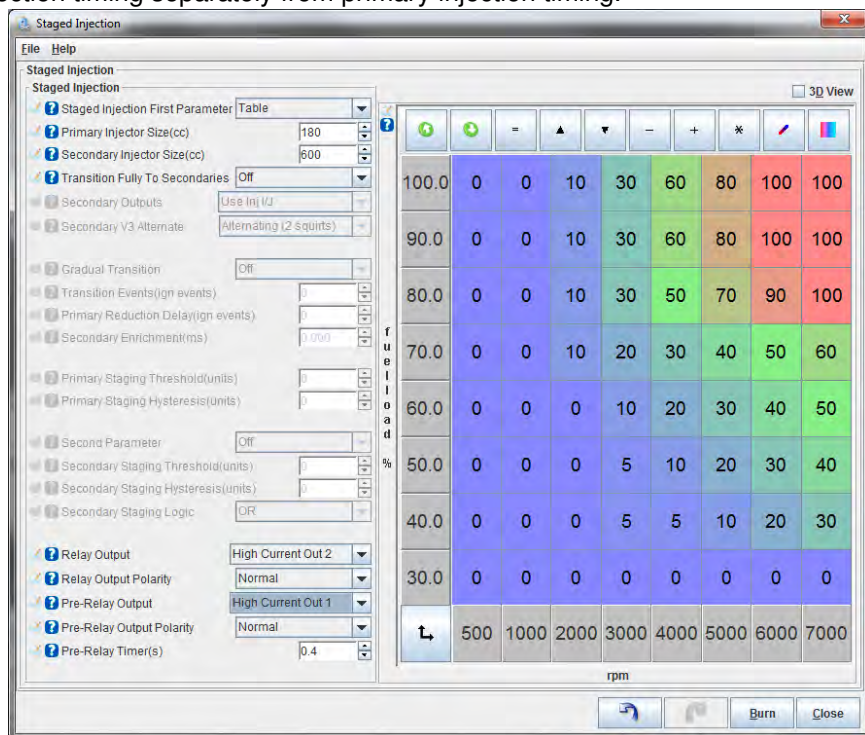 ction timing separately from primary injection timing.
Staged Injection
File Help
Staged Injection
Staged Injection
3D View
Staged Injection First Parameter Table
Primary Injector Size(cc) 180
Secondary Injector Size(cc) 600
Transition Fully To Secondaries Off
Secondary Outputs Use Inj I/J
Secondary V3 Alternate Alternating (2 squirts)
Gradual Transition Off
Transition Events(ign events) 0
Primary Reduction Delay(ign events) 0
Secondary Enrichment(ms) 0.000
Primary Staging Threshold(units) 0
Primary Staging Hysteresis(units) 0
Second Parameter Off
Secondary Staging Threshold(units) 0
Secondary Staging Hysteresis(units) 0
Secondary Staging Logic OR
Relay Output High Current Out 2
Relay Output Polarity Normal
Pre-Relay Output High Current Out 1
Pre-Relay Output Polarity Normal
Pre-Relay Timer(s) 0.4
fuelload %
= - + *
100.0 0 0 10 30 60 80 100 100
90.0 0 0 10 30 60 80 100 100
80.0 0 0 10 30 50 70 90 100
70.0 0 0 10 20 30 40 50 60
60.0 0 0 0 10 20 30 40 50
50.0 0 0 0 5 10 20 30 40
40.0 0 0 0 5 5 10 20 30
30.0 0 0 0 0 0 0 0 0
500 1000 2000 3000 4000 5000 6000 7000
rpm
Burn Close